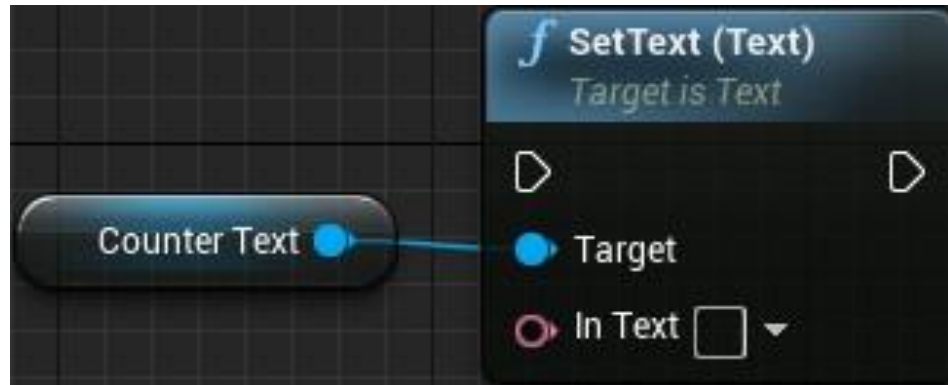 SetText (Text)
Target is Text
Counter Text
Target
In Text